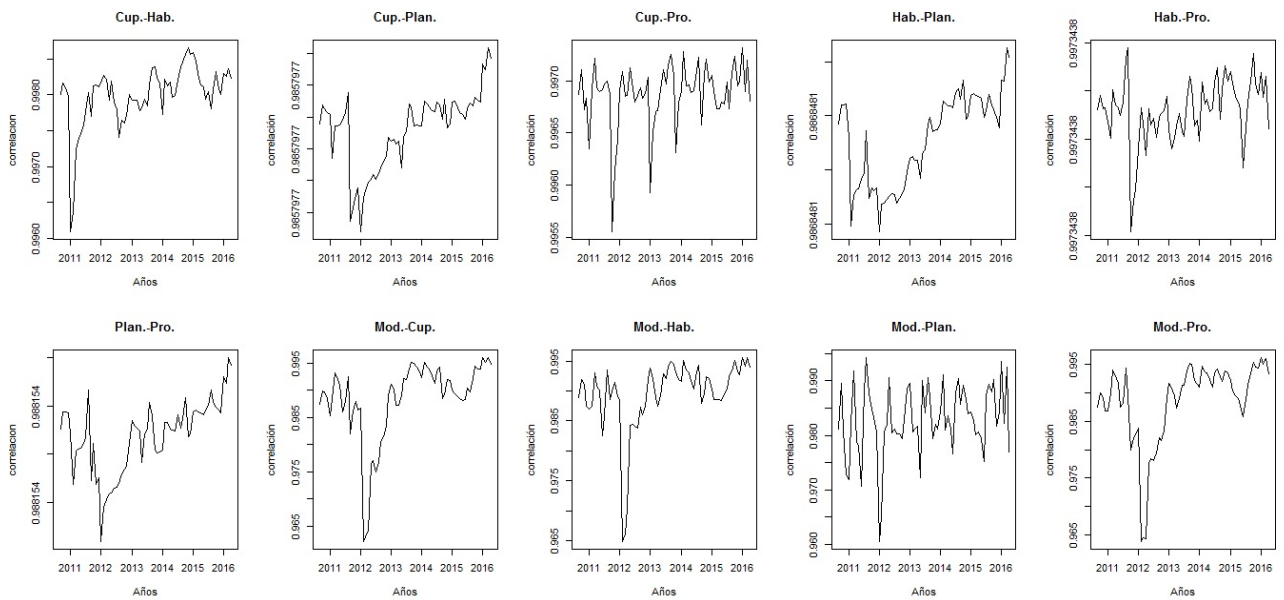 Cup.-Hab.
correlación
0.9960 0.9970 0.9980
2011 2012 2013 2014 2015 2016
Años
Cup.-Plan.
correlación
0.9857977 0.9857977 0.9857977
2011 2012 2013 2014 2015 2016
Años
Cup.-Pro.
correlación
0.9955 0.9960 0.9965 0.9970
2011 2012 2013 2014 2015 2016
Años
Hab.-Plan.
correlación
0.9868481 0.9868481
2011 2012 2013 2014 2015 2016
Años
Hab.-Pro.
correlación
0.9973438 0.9973438 0.9973438
2011 2012 2013 2014 2015 2016
Años
Plan.-Pro.
correlación
0.988154 0.988154
2011 2012 2013 2014 2015 2016
Años
Mod.-Cup.
correlación
0.965 0.975 0.985 0.995
2011 2012 2013 2014 2015 2016
Años
Mod.-Hab.
correlación
0.965 0.975 0.985 0.995
2011 2012 2013 2014 2015 2016
Años
Mod.-Plan.
correlación
0.960 0.970 0.980 0.990
2011 2012 2013 2014 2015 2016
Años
Mod.-Pro.
correlación
0.965 0.975 0.985 0.995
2011 2012 2013 2014 2015 2016
Años